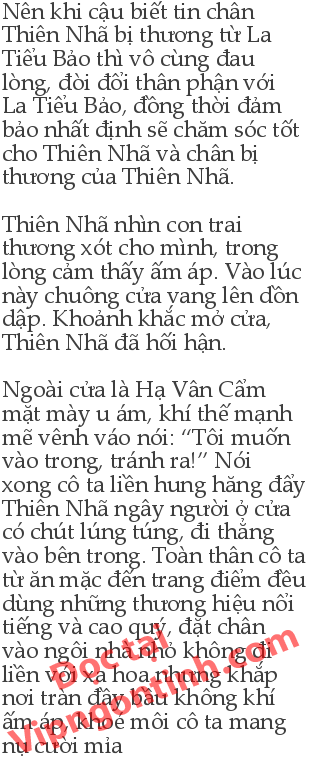 Nên khi cậu biết tin chân
Thiên Nhã bị thương từ La
Tiểu Bảo thì vô cùng đau
lòng, đòi đổi thân phận với
La Tiểu Bảo, đồng thời đảm
bảo nhất định sẽ chăm sóc tốt
cho Thiên Nhã và chân bị
thương của Thiên Nhã.

Thiên Nhã nhìn con trai
thương xót cho mình, trong
lòng cảm thấy ấm áp. Vào lúc
này chuông cửa vang lên dồn
dập. Khoảnh khắc mở cửa,
Thiên Nhã đã hối hận.

Ngoài cửa là Hạ Vân Cẩm
mặt mày u ám, khí thế mạnh
mẽ vênh váo nói: “Tôi muốn
vào trong, tránh ra!” Nói
xong cô ta liền hung hăng đẩy
Thiên Nhã ngây người ở cửa
có chút lúng túng, đi thẳng
vào bên trong. Toàn thân cô ta
từ ăn mặc đến trang điểm đều
dùng những thương hiệu nổi
tiếng và cao quý, đặt chân
vào ngôi nhà nhỏ không đi
liền với xa hoa nhưng khắp
nơi tràn đầy bầu không khí
ấm áp, khoé môi cô ta mang
nụ cười mỉa
Đọc tại
Vipngontinh.com